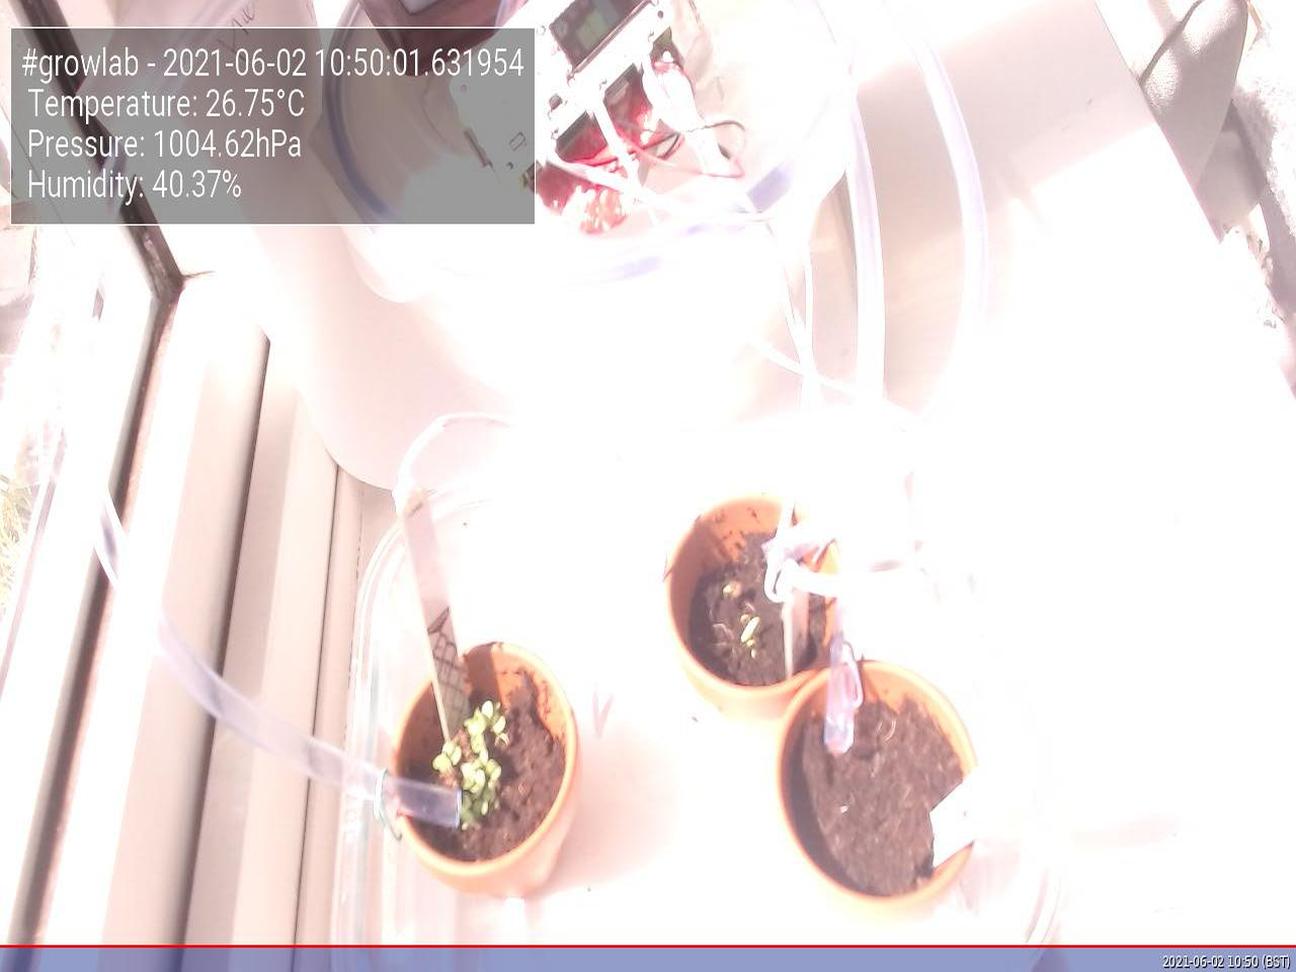 #growlab - 2021-06-02 10:50:01.631954
Temperature: 26.75°C
Pressure: 1004.62hPa
Humidity: 40.37%
2021-06-02 10:50 (BST)